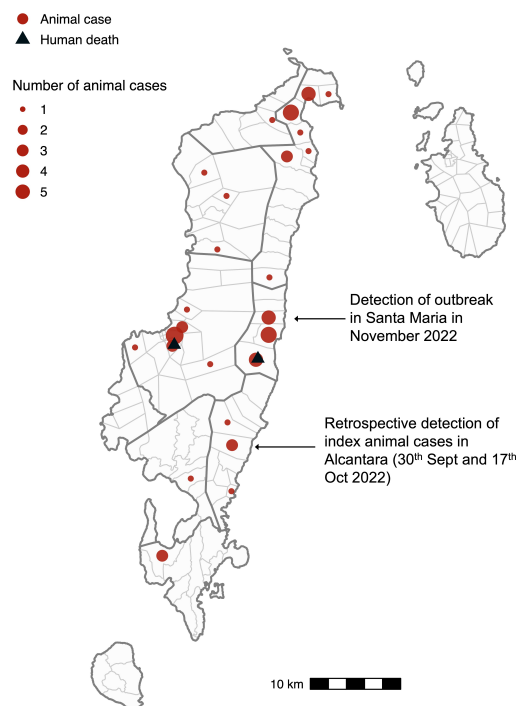 Animal case
Human death
Number of animal cases
1
2
3
4
5
Detection of outbreak
in Santa Maria in
November 2022
Retrospective detection of
index animal cases in
Alcantara (30th Sept and 17th
Oct 2022)
10 km